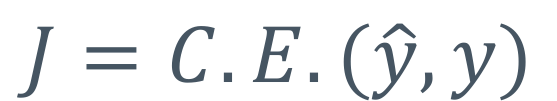 J = C.E.(ŷ, y)